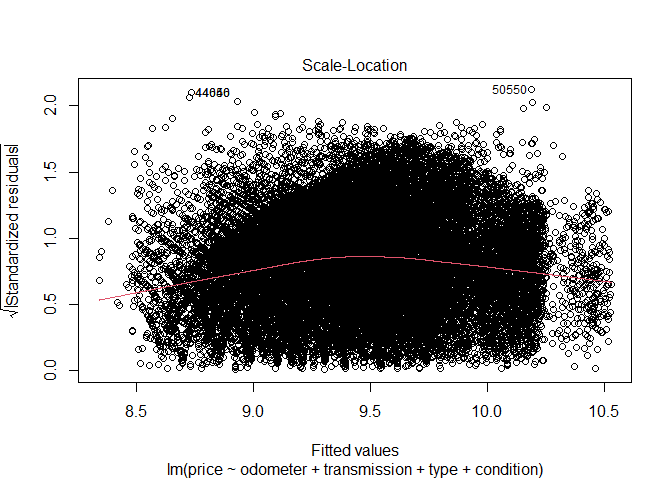 Scale-Location
√|Standardized residuals|
0.0 0.5 1.0 1.5 2.0
50550
8.5 9.0 9.5 10.0 10.5
Fitted values
lm(price ~ odometer + transmission + type + condition)